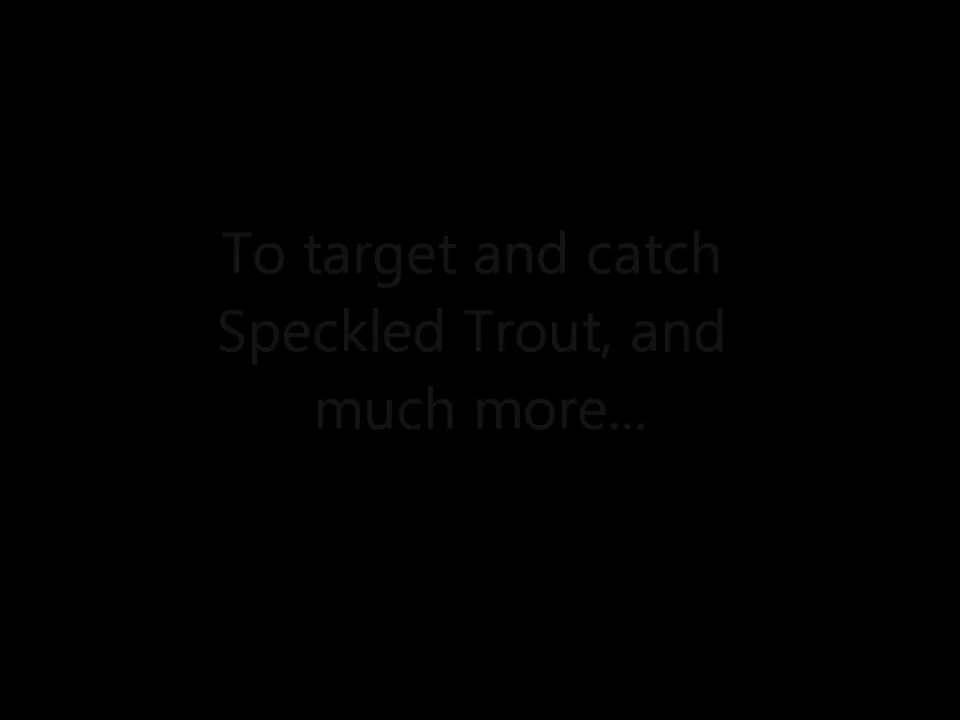 To target and catch
Speckled Trout, and
much more...